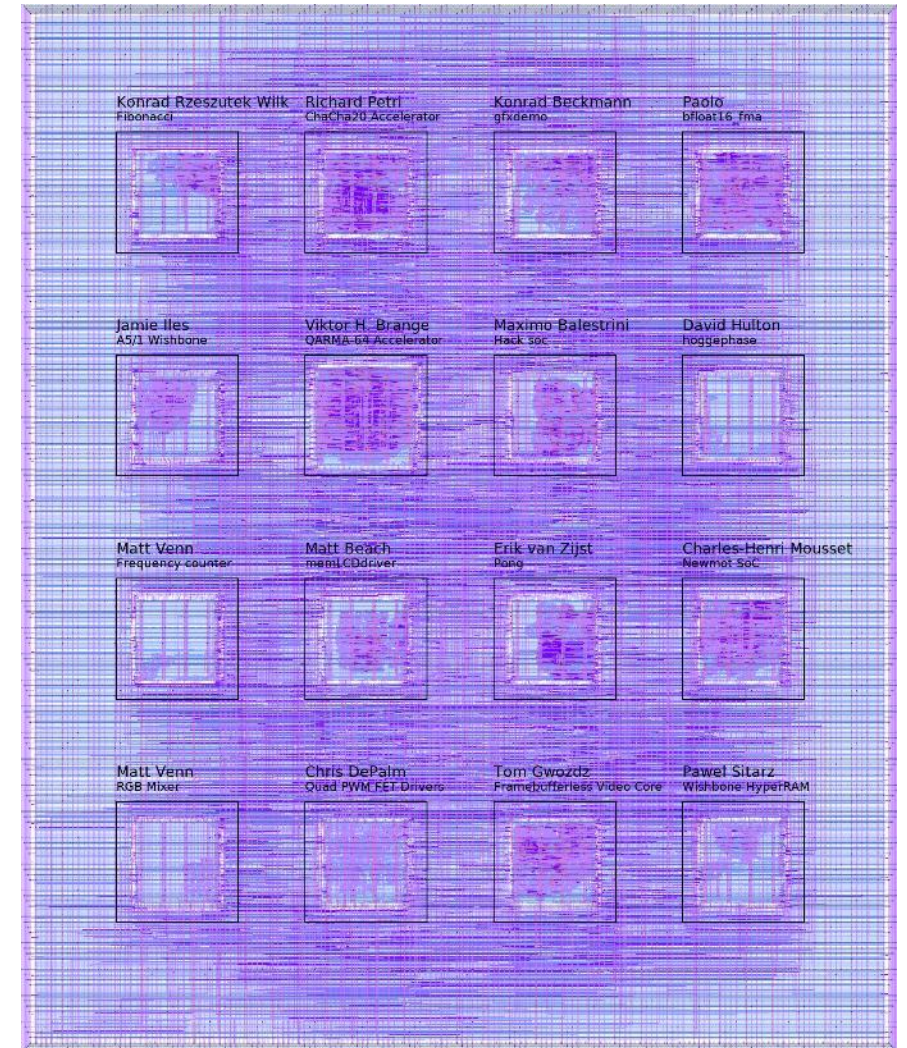 Konrad Rzeszutek Wilk
Fibonacci
Richard Petri
ChaCha20 Accelerator
Konrad Beckmann
gfxdemo
Paolo
bfloat16_fma
Jamie Iles
A5/1 Wishbone
Viktor H. Brange
QARMA-64 Accelerator
Maximo Balestrini
Hack soc
David Hulton
hoggephase
Matt Venn
Frequency counter
Matt Beach
memLCDdriver
Erik van Zijst
Pong
Charles-Henri Mousset
Newmot SoC
Matt Venn
RGB Mixer
Chris DePalm
Quad PWM FET Drivers
Tom Gwozdz
Framebufferless Video Core
Pawel Sitarz
Wishbone HyperRAM